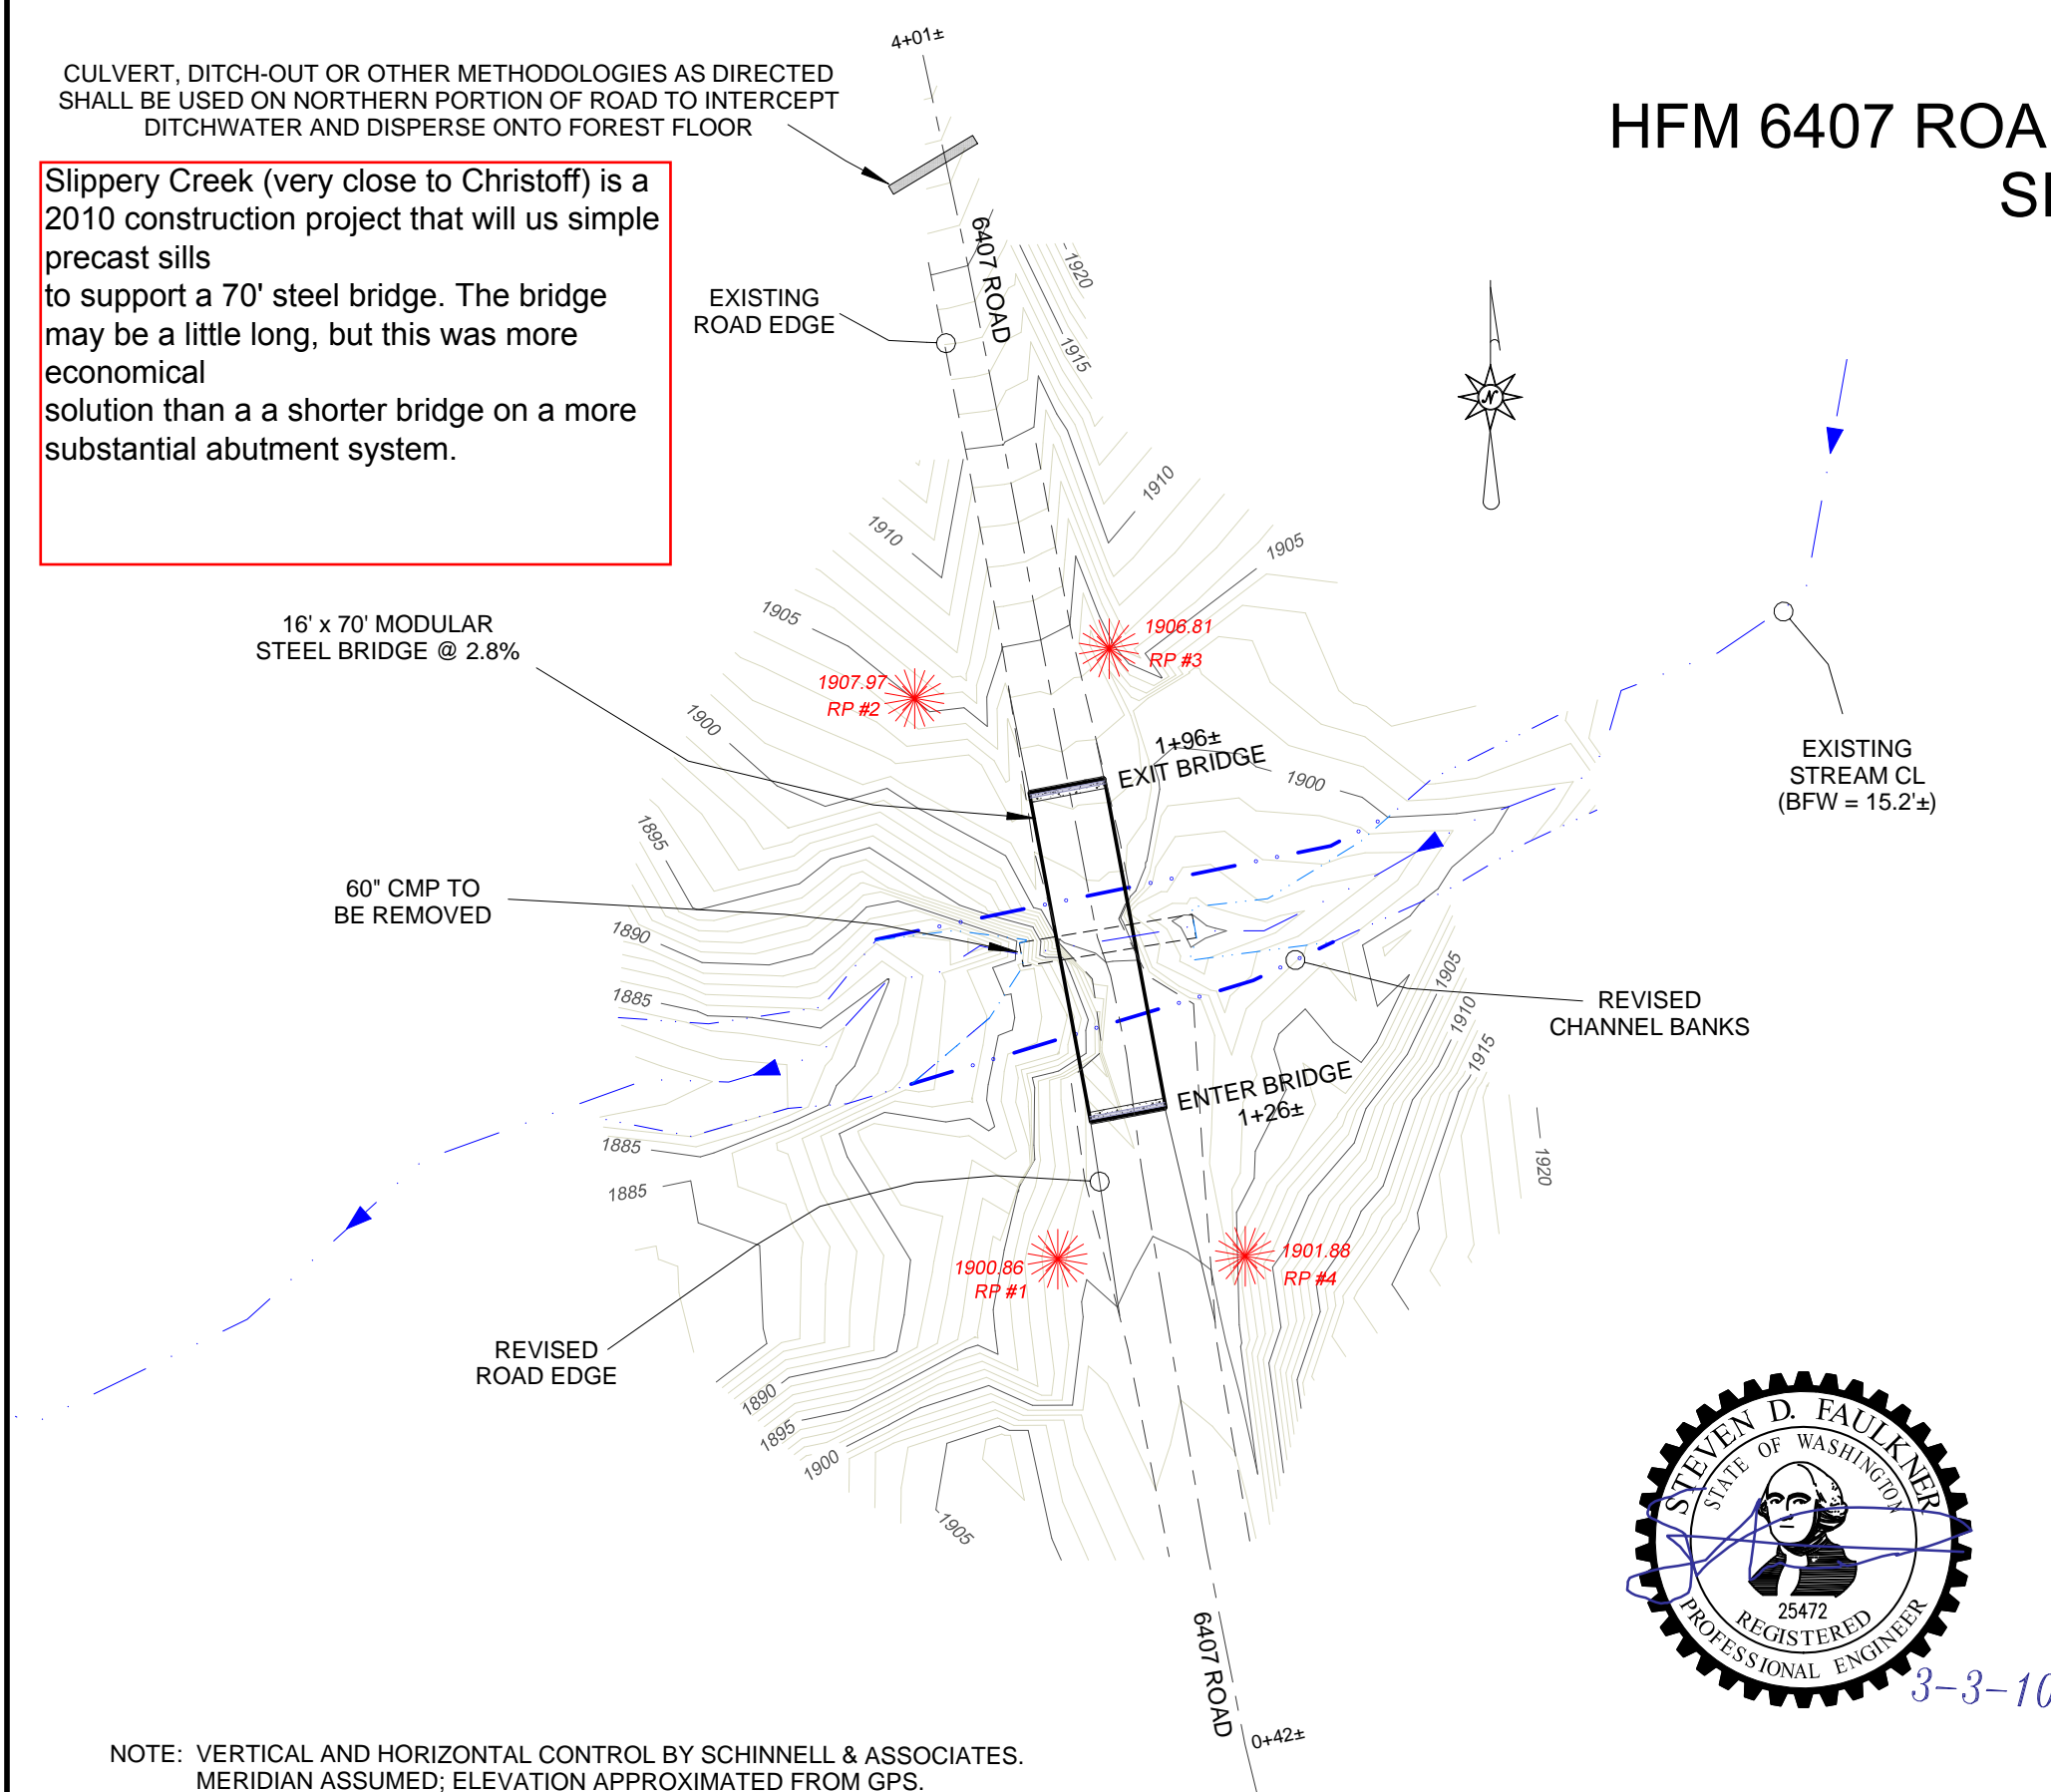 4+01±
CULVERT, DITCH-OUT OR OTHER METHODOLOGIES AS DIRECTED
SHALL BE USED ON NORTHERN PORTION OF ROAD TO INTERCEPT
DITCHWATER AND DISPERSE ONTO FOREST FLOOR
HFM 6407 ROA
Slippery Creek (very close to Christoff) is a
2010 construction project that will us simple
precast sills
to support a 70' steel bridge. The bridge
may be a little long, but this was more
economical
solution than a a shorter bridge on a more
substantial abutment system.
6407 ROAD
1920
EXISTING
ROAD EDGE
1915
N
1910
1910
1905
1905
16' x 70' MODULAR
STEEL BRIDGE @ 2.8%
1906.81
RP #3
1907.97
RP #2
1900
1+96±
EXIT BRIDGE
1900
EXISTING
STREAM CL
(BFW = 15.2'±)
1895
60" CMP TO
BE REMOVED
1890
1885
1905
1910
1915
REVISED
CHANNEL BANKS
ENTER BRIDGE
1+26±
1885
1885
1920
1900.86
RP #1
1901.88
RP #4
REVISED
ROAD EDGE
1890
1895
1900
1905
STEVEN D. FAULKNER
STATE OF WASHINGTON
25472
REGISTERED
PROFESSIONAL ENGINEER
3-3-10
6407 ROAD
0+42±
NOTE: VERTICAL AND HORIZONTAL CONTROL BY SCHINNELL & ASSOCIATES.
MERIDIAN ASSUMED; ELEVATION APPROXIMATED FROM GPS.